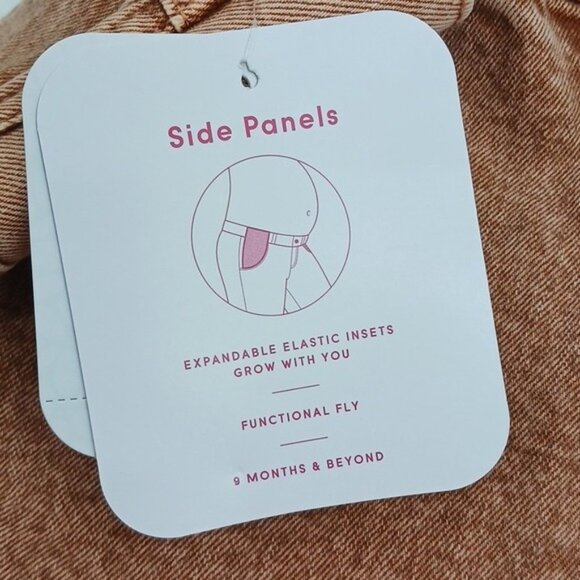 Side Panels
EXPANDABLE ELASTIC INSETS
GROW WITH YOU
FUNCTIONAL FLY
9 MONTHS & BEYOND